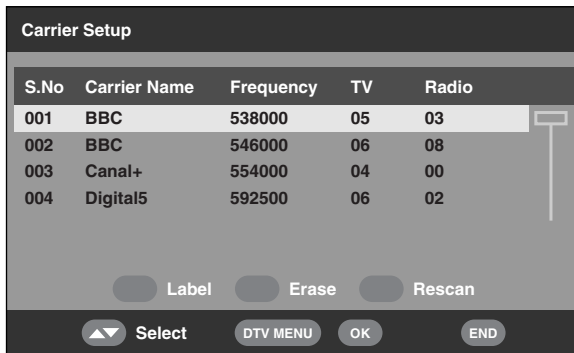 Carrier Setup
S.No Carrier Name Frequency TV Radio
001 BBC 538000 05 03
002 BBC 546000 06 08
003 Canal+ 554000 04 00
004 Digital5 592500 06 02
Label Erase Rescan
Select DTV MENU OK END